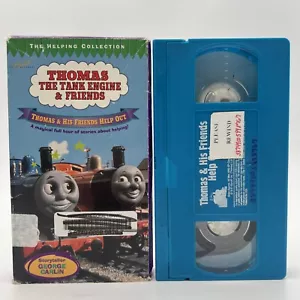 THE HELPING COLLECTION
THOMAS
THE TANK ENGINE
& FRIENDS
THOMAS & HIS FRIENDS HELP OUT
A magical full hour of stories about helping!
Storyteller
GEORGE
CARLIN
PLEASE
REWIND
Thomas & His Friends
Help